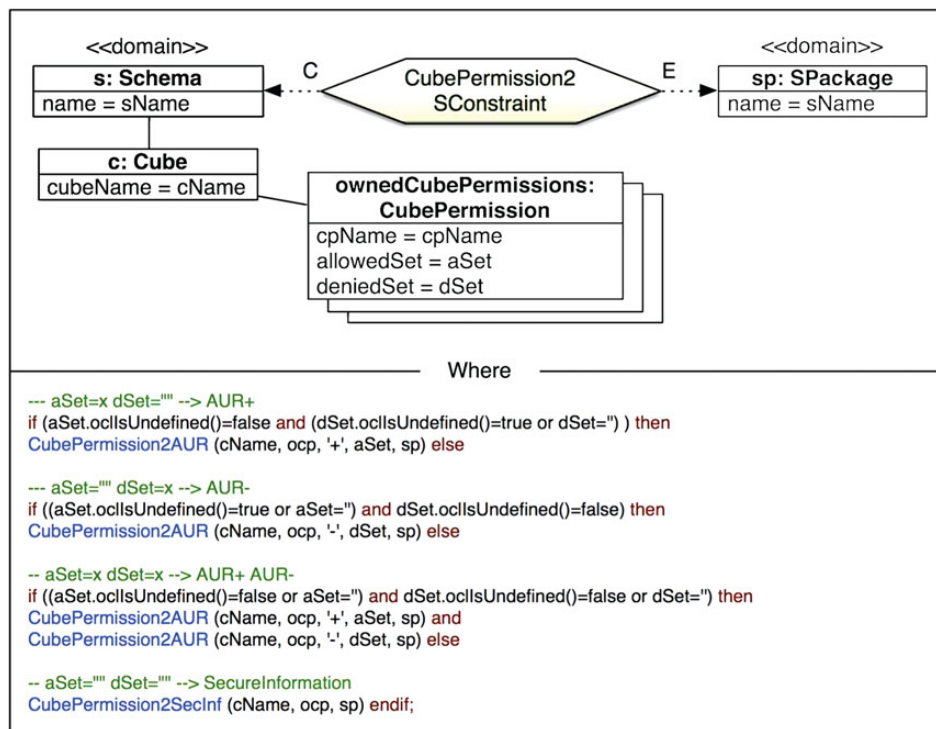 <<domain>>
<<domain>>
s: Schema
C
CubePermission2
SConstraint
E
sp: SPackage
name = sName
name = sName
c: Cube
cubeName = cName
ownedCubePermissions:
CubePermission
cpName = cpName
allowedSet = aSet
deniedSet = dSet
Where
--- aSet=x dSet="" --> AUR+
if (aSet.oclIsUndefined()=false and (dSet.oclIsUndefined()=true or dSet='') ) then
CubePermission2AUR (cName, ocp, '+', aSet, sp) else
--- aSet="" dSet=x --> AUR-
if ((aSet.oclIsUndefined()=true or aSet='') and dSet.oclIsUndefined()=false) then
CubePermission2AUR (cName, ocp, '-', dSet, sp) else
-- aSet=x dSet=x --> AUR+ AUR-
if ((aSet.oclIsUndefined()=false or aSet='') and dSet.oclIsUndefined()=false or dSet='') then
CubePermission2AUR (cName, ocp, '+', aSet, sp) and
CubePermission2AUR (cName, ocp, '-', dSet, sp) else
-- aSet="" dSet="" --> SecureInformation
CubePermission2SecInf (cName, ocp, sp) endif;